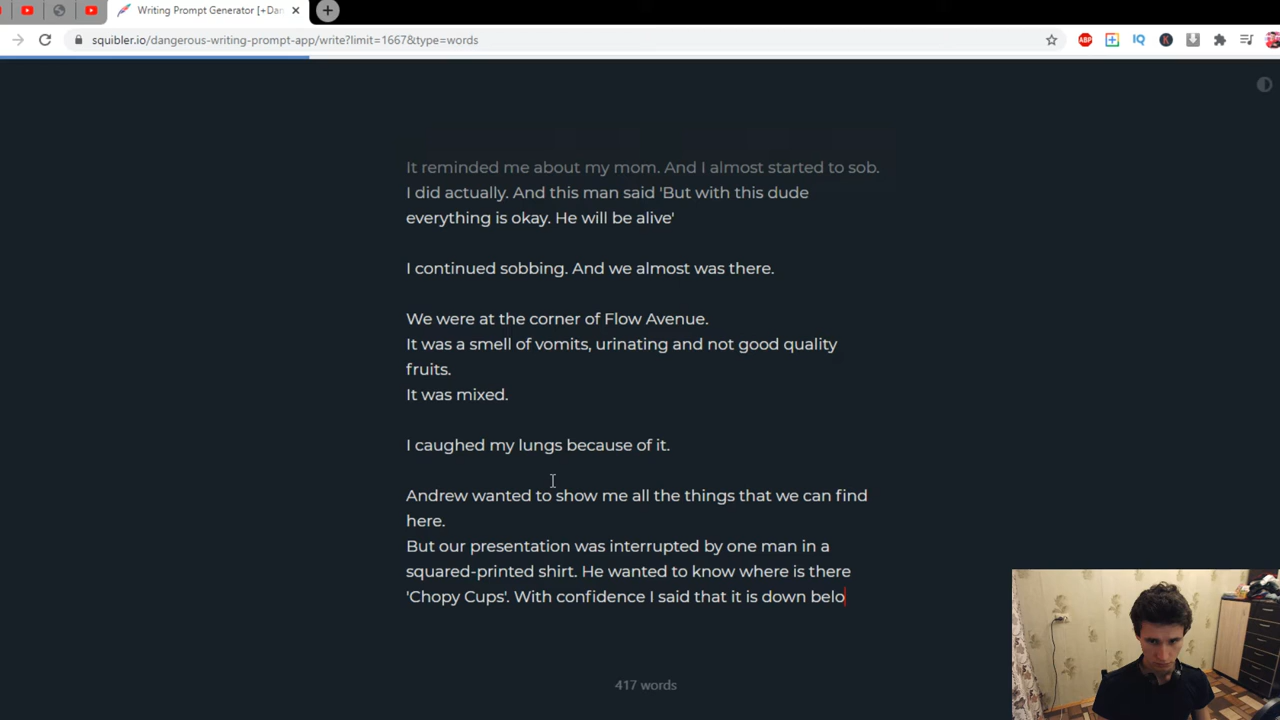 Writing Prompt Generator [+Dan
squibler.io/dangerous-writing-prompt-app/write?limit=1667&type=words
ABP
IQ
K
It reminded me about my mom. And I almost started to sob.
I did actually. And this man said 'But with this dude
everything is okay. He will be alive'
I continued sobbing. And we almost was there.
We were at the corner of Flow Avenue.
It was a smell of vomits, urinating and not good quality
fruits.
It was mixed.
I caughed my lungs because of it.
Andrew wanted to show me all the things that we can find
here.
But our presentation was interrupted by one man in a
squared-printed shirt. He wanted to know where is there
'Chopy Cups'. With confidence I said that it is down belo
417 words